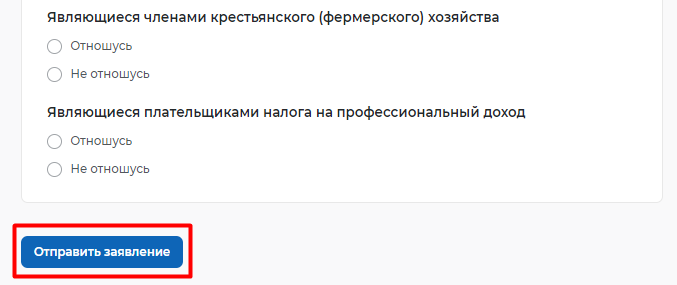 Являющиеся членами крестьянского (фермерского) хозяйства
Отношусь
Не отношусь
Являющиеся плательщиками налога на профессиональный доход
Отношусь
Не отношусь
Отправить заявление